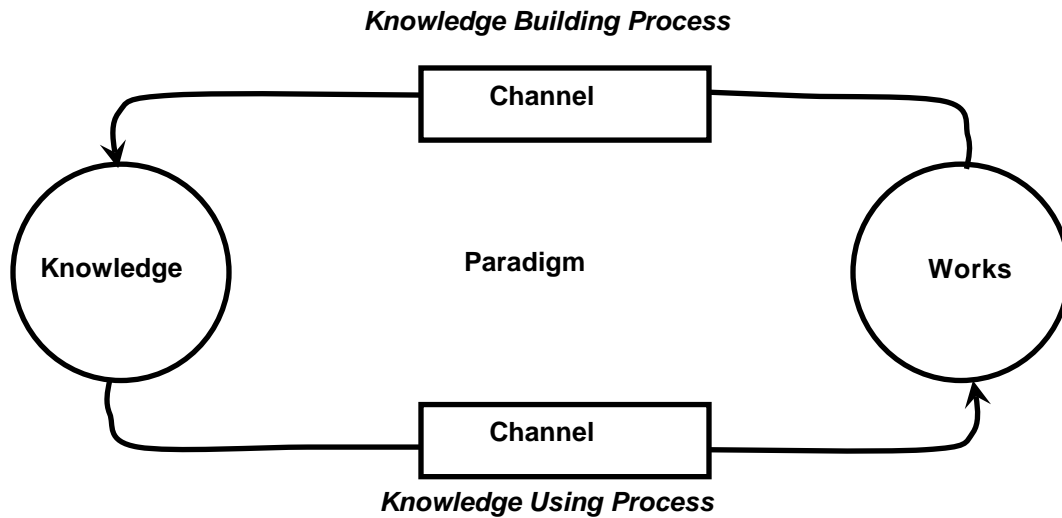 Knowledge Building Process
Channel
Knowledge
Paradigm
Works
Channel
Knowledge Using Process